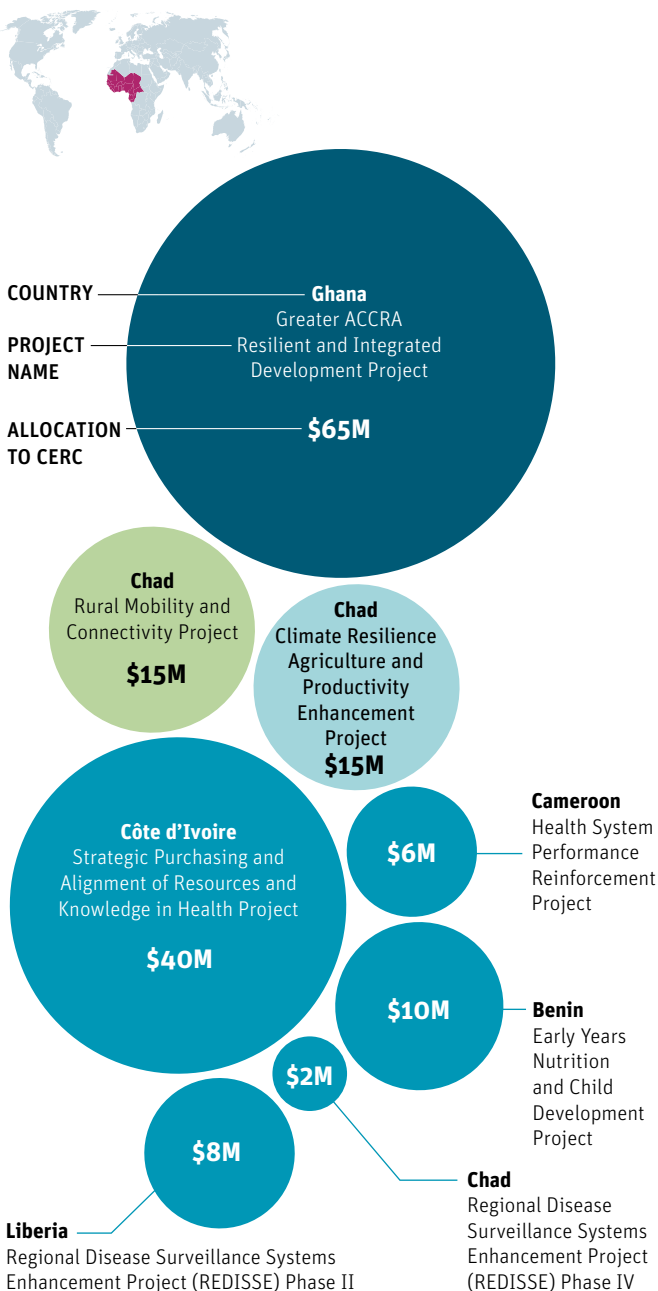 COUNTRY
PROJECT
NAME
ALLOCATION
TO CERC
Ghana
Greater ACCRA
Resilient and Integrated
Development Project
$65M
Chad
Rural Mobility and
Connectivity Project
$15M
Chad
Climate Resilience
Agriculture and
Productivity
Enhancement
Project
$15M
Côte d’Ivoire
Strategic Purchasing and
Alignment of Resources and
Knowledge in Health Project
$40M
$6M
Cameroon
Health System
Performance
Reinforcement
Project
$10M
Benin
Early Years
Nutrition
and Child
Development
Project
$2M
Chad
Regional Disease
Surveillance Systems
Enhancement Project
(REDISSE) Phase IV
$8M
Liberia
Regional Disease Surveillance Systems
Enhancement Project (REDISSE) Phase II